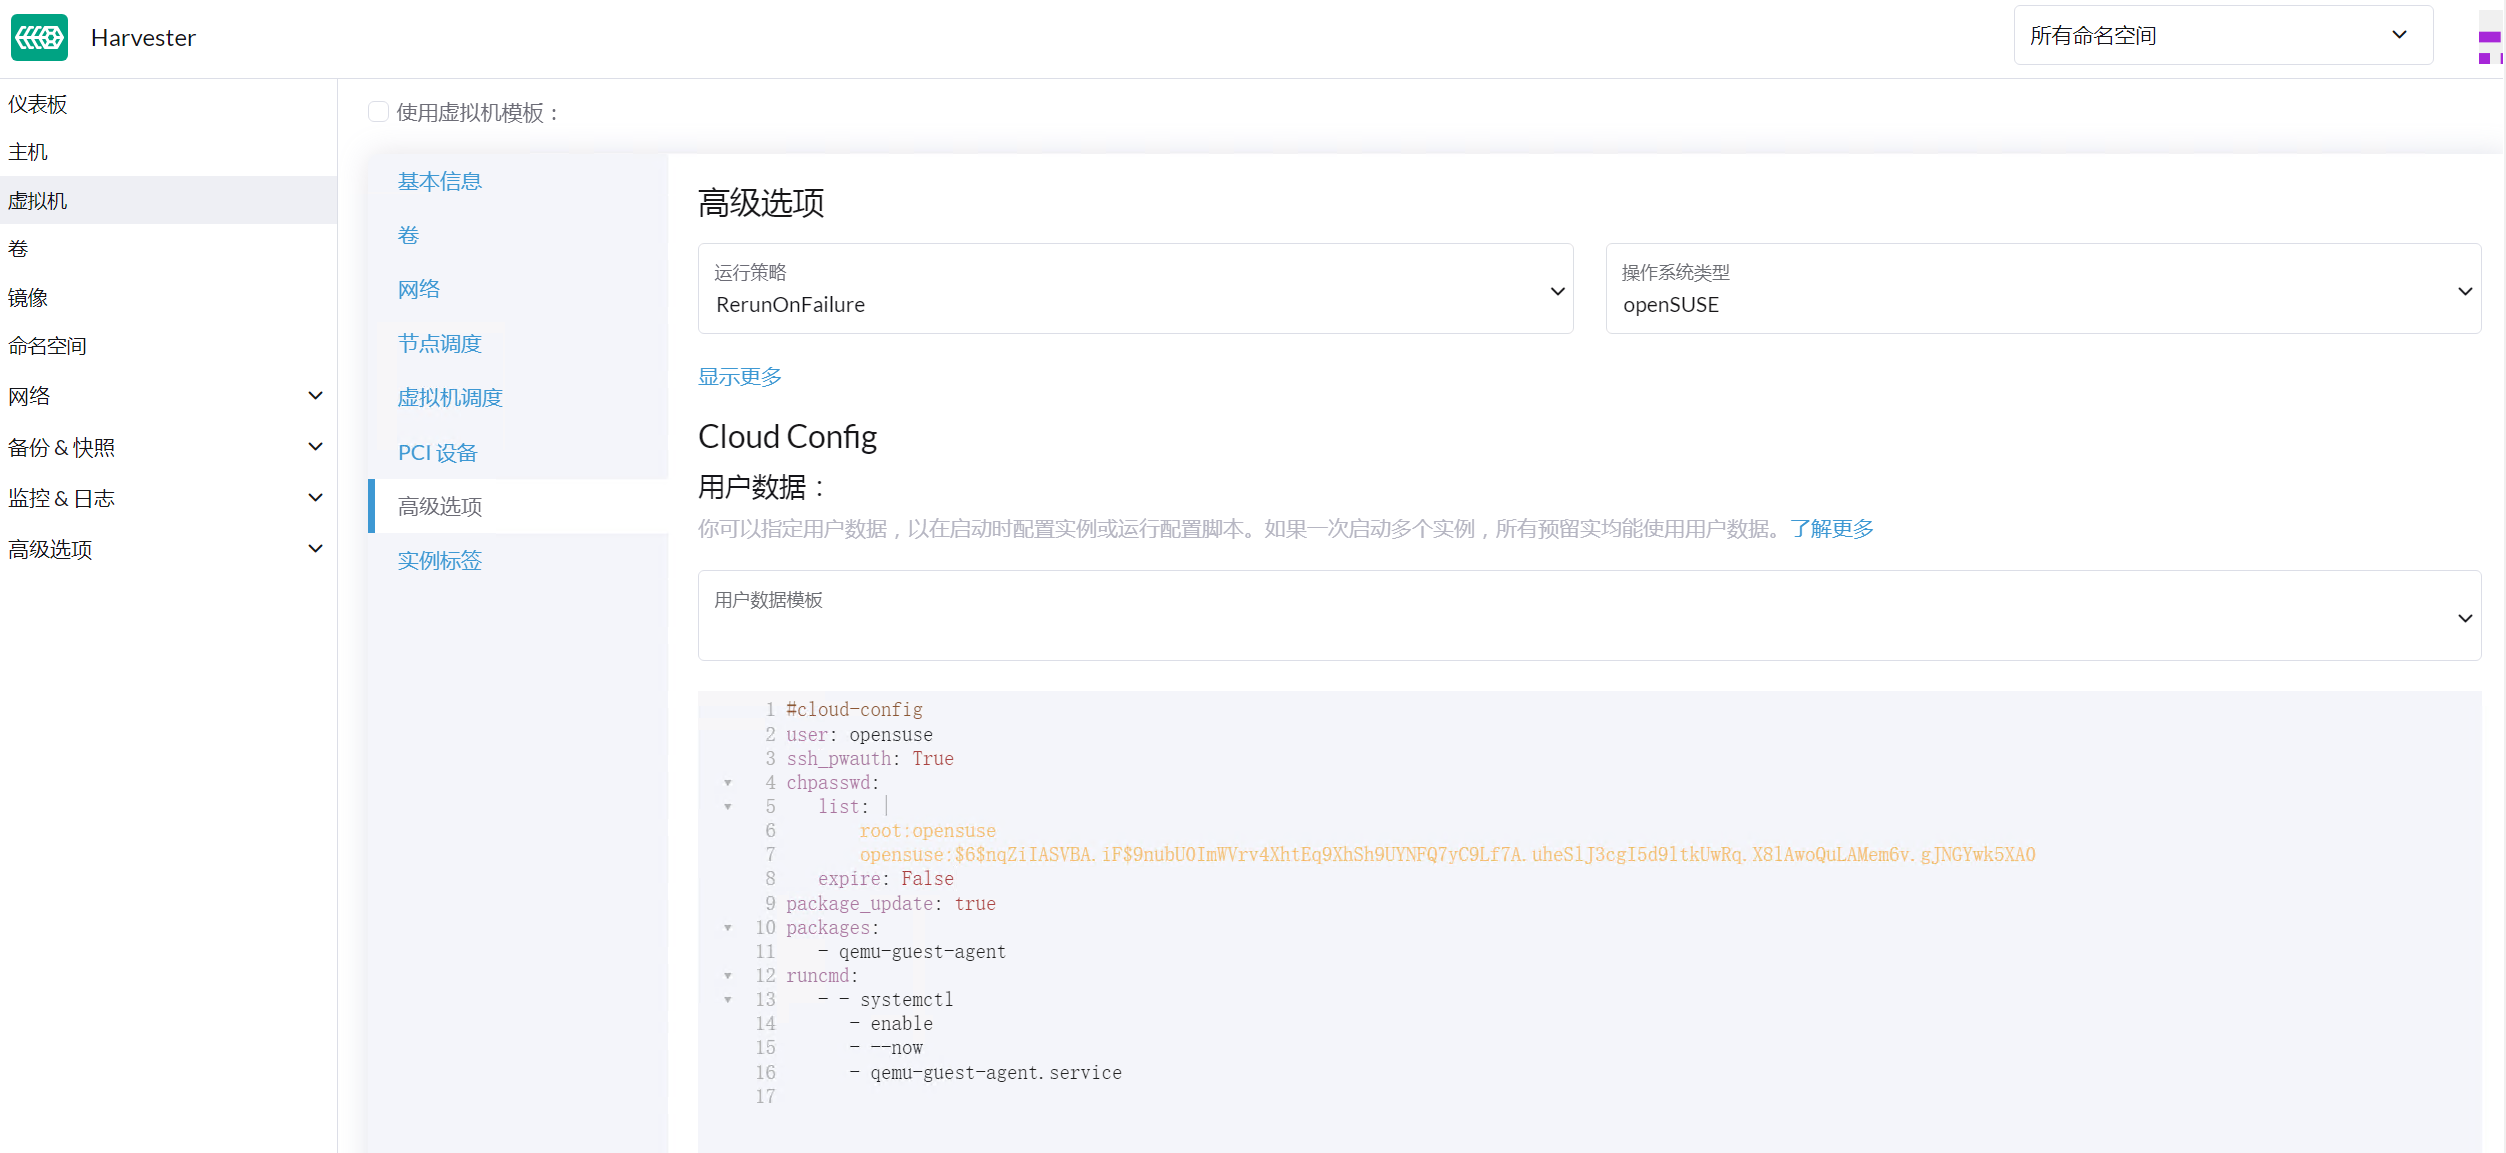 Harvester
所有命名空间
仪表板
主机
虚拟机
卷
镜像
命名空间
网络
备份 & 快照
监控 & 日志
高级选项
使用虚拟机模板：
基本信息
卷
网络
节点调度
虚拟机调度
PCI 设备
高级选项
实例标签
高级选项
运行策略
RerunOnFailure
操作系统类型
openSUSE
显示更多
Cloud Config
用户数据：
你可以指定用户数据，以在启动时配置实例或运行配置脚本。如果一次启动多个实例，所有预留实均能使用用户数据。了解更多
用户数据模板
1 #cloud-config
2 user: opensuse
3 ssh_pwauth: True
4 chpasswd:
5 list: |
6 root:opensuse
7 opensuse:$6$nqZiIASVBA.iF$9nubU0ImWVrv4XhtEq9XhSh9UYNFQ7yC9Lf7A.uheSlJ3cgI5d9ltkUwRq.X8lAwoQuLAMem6v.gJNGYwk5XA0
8 expire: False
9 package_update: true
10 packages:
11 - qemu-guest-agent
12 runcmd:
13 - - systemctl
14 - enable
15 - --now
16 - qemu-guest-agent.service
17